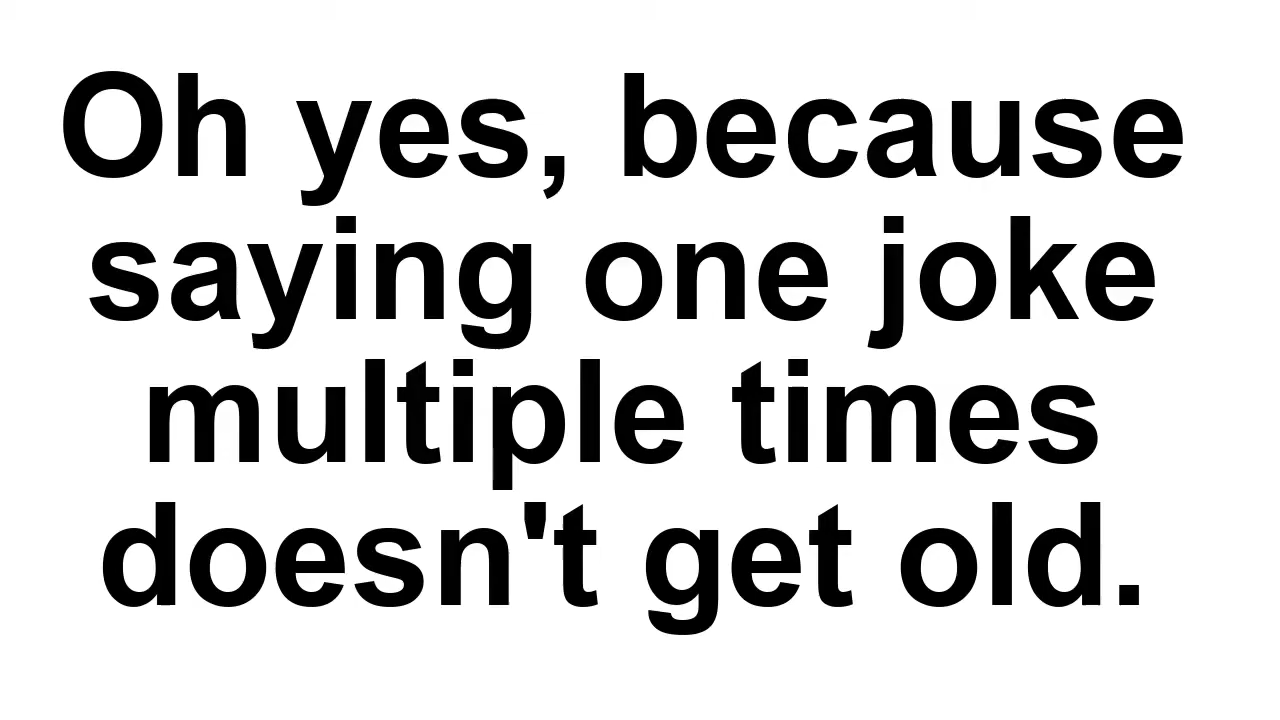 Oh yes, because
saying one joke
multiple times
doesn't get old.